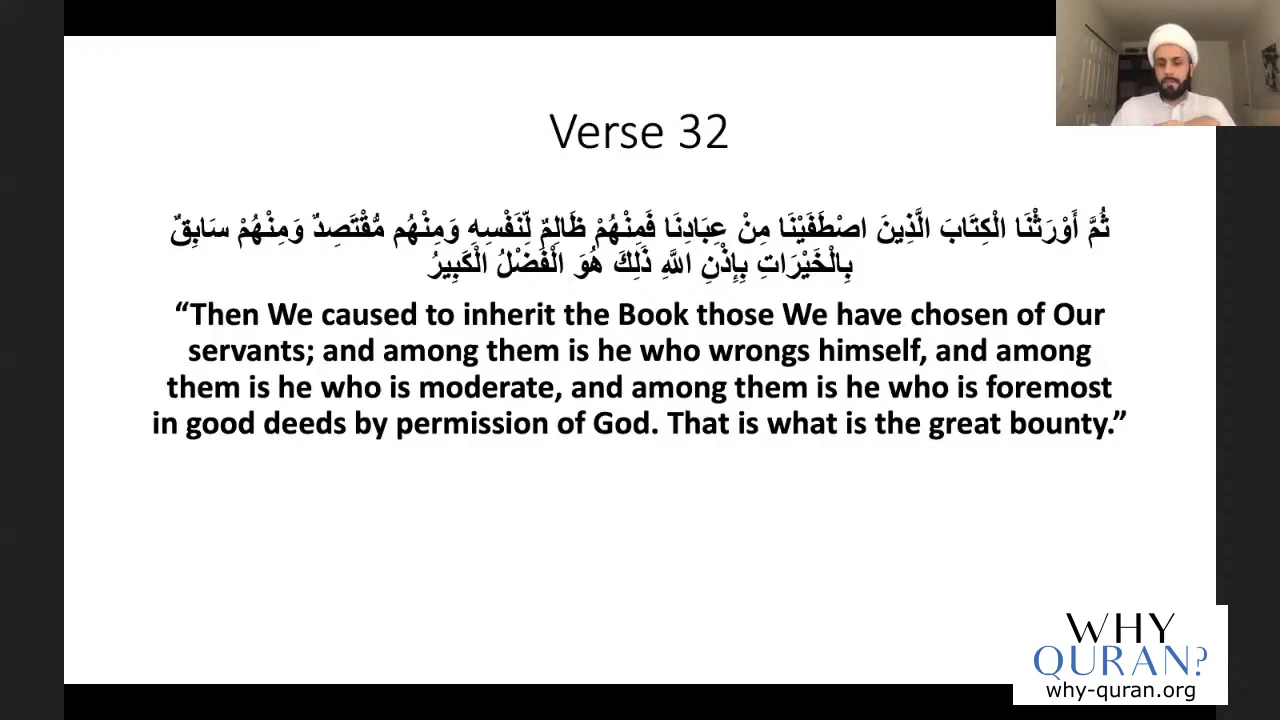 Verse 32
ثُمَّ أَوْرَثْنَا الْكِتَابَ الَّذِينَ اصْطَفَيْنَا مِنْ عِبَادِنَا فَمِنْهُمْ ظَالِمٌ لِّنَفْسِهِ وَمِنْهُم مُّقْتَصِدٌ وَمِنْهُمْ سَابِقٌ
بِالْخَيْرَاتِ بِإِذْنِ اللَّهِ ذَلِكَ هُوَ الْفَضْلُ الْكَبِيرُ
“Then We caused to inherit the Book those We have chosen of Our
servants; and among them is he who wrongs himself, and among
them is he who is moderate, and among them is he who is foremost
in good deeds by permission of God. That is what is the great bounty.”
WHY
QURAN?
why-quran.org